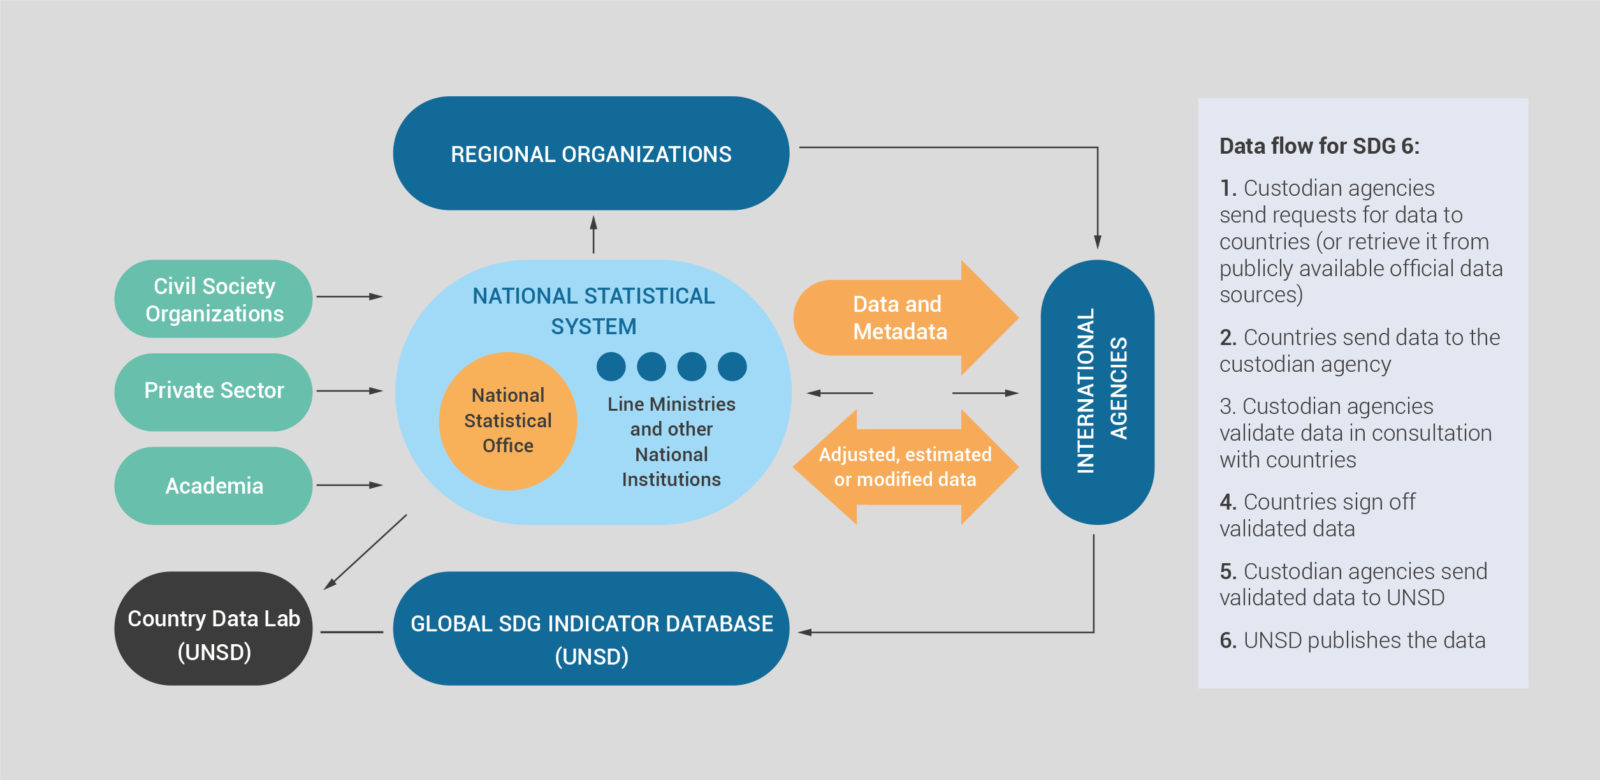 REGIONAL ORGANIZATIONS
Civil Society
Organizations
Private Sector
Academia
NATIONAL STATISTICAL
SYSTEM
National
Statistical
Office
Line Ministries
and other
National
Institutions
Data and
Metadata
Adjusted, estimated
or modified data
INTERNATIONAL
AGENCIES
Country Data Lab
(UNSD)
GLOBAL SDG INDICATOR DATABASE
(UNSD)
Data flow for SDG 6:
1. Custodian agencies
send requests for data to
countries (or retrieve it from
publicly available official data
sources)
2. Countries send data to the
custodian agency
3. Custodian agencies
validate data in consultation
with countries
4. Countries sign off
validated data
5. Custodian agencies send
validated data to UNSD
6. UNSD publishes the data